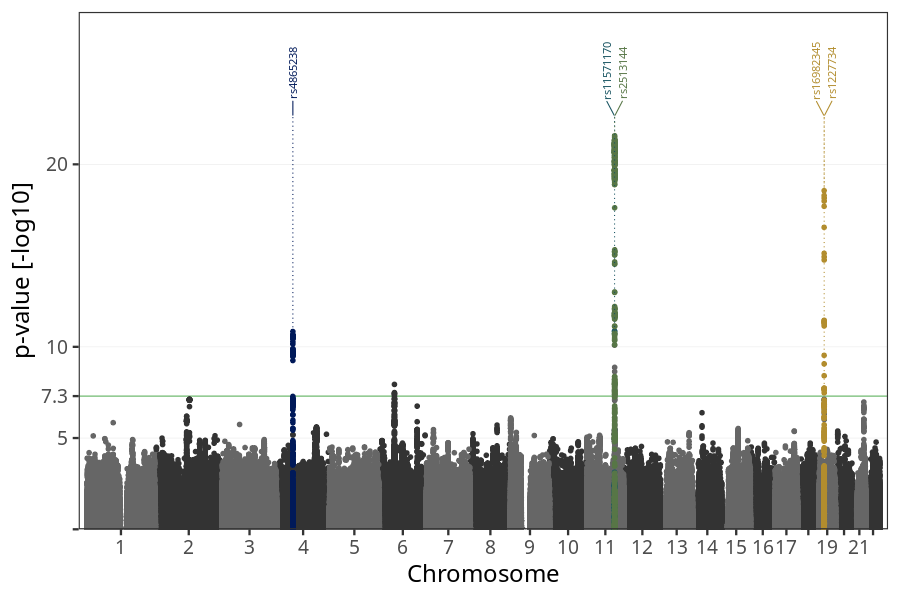 rs4865238
rs11571170
rs2513144
rs16982345
rs1227734
20
10
7.3
5
p-value [-log10]
1 2 3 4 5 6 7 8 9 10 11 12 13 14 15 16 17 19 21
Chromosome